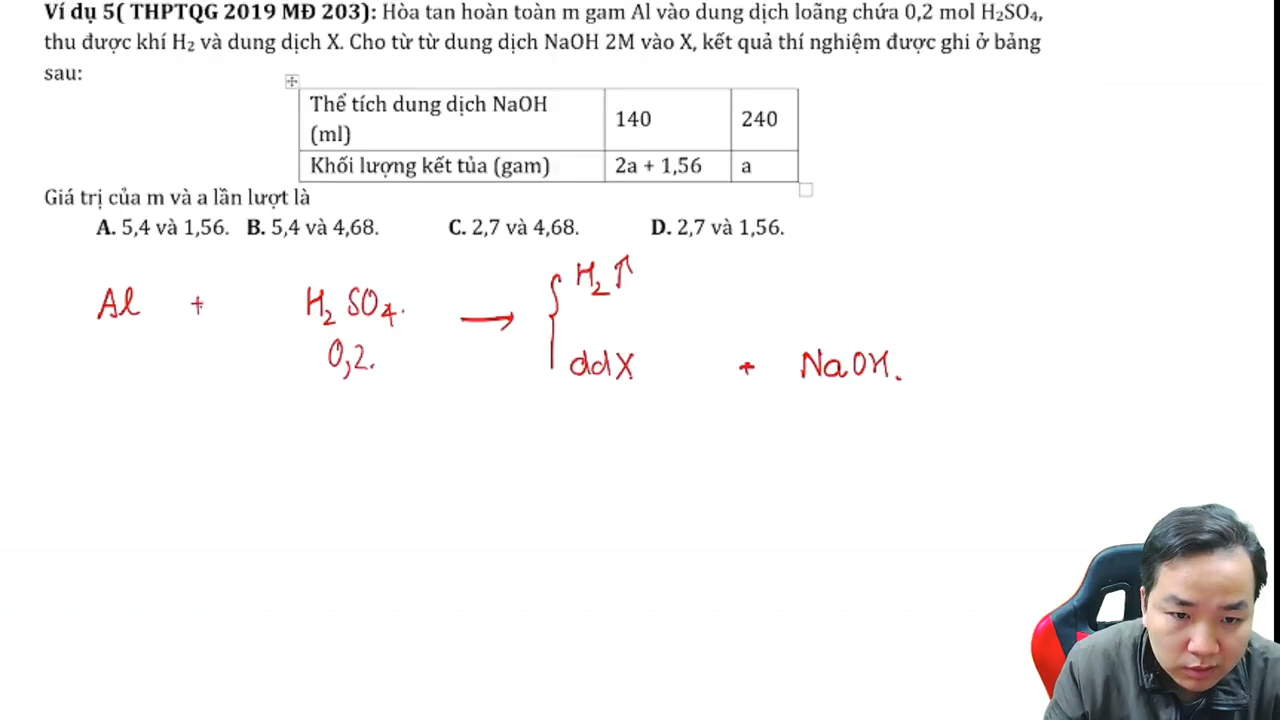 Ví dụ 5( THPTQG 2019 MĐ 203): Hòa tan hoàn toàn m gam Al vào dung dịch loãng chứa 0,2 mol H₂SO₄,
thu được khí H₂ và dung dịch X. Cho từ từ dung dịch NaOH 2M vào X, kết quả thí nghiệm được ghi ở bảng
sau:
Thể tích dung dịch NaOH (ml) 140 240
Khối lượng kết tủa (gam) 2a + 1,56 a
Giá trị của m và a lần lượt là
A. 5,4 và 1,56. B. 5,4 và 4,68. C. 2,7 và 4,68. D. 2,7 và 1,56.
H₂ ↑
Al + H₂SO₄. ⟶ {
0,2. ddX + NaOH.